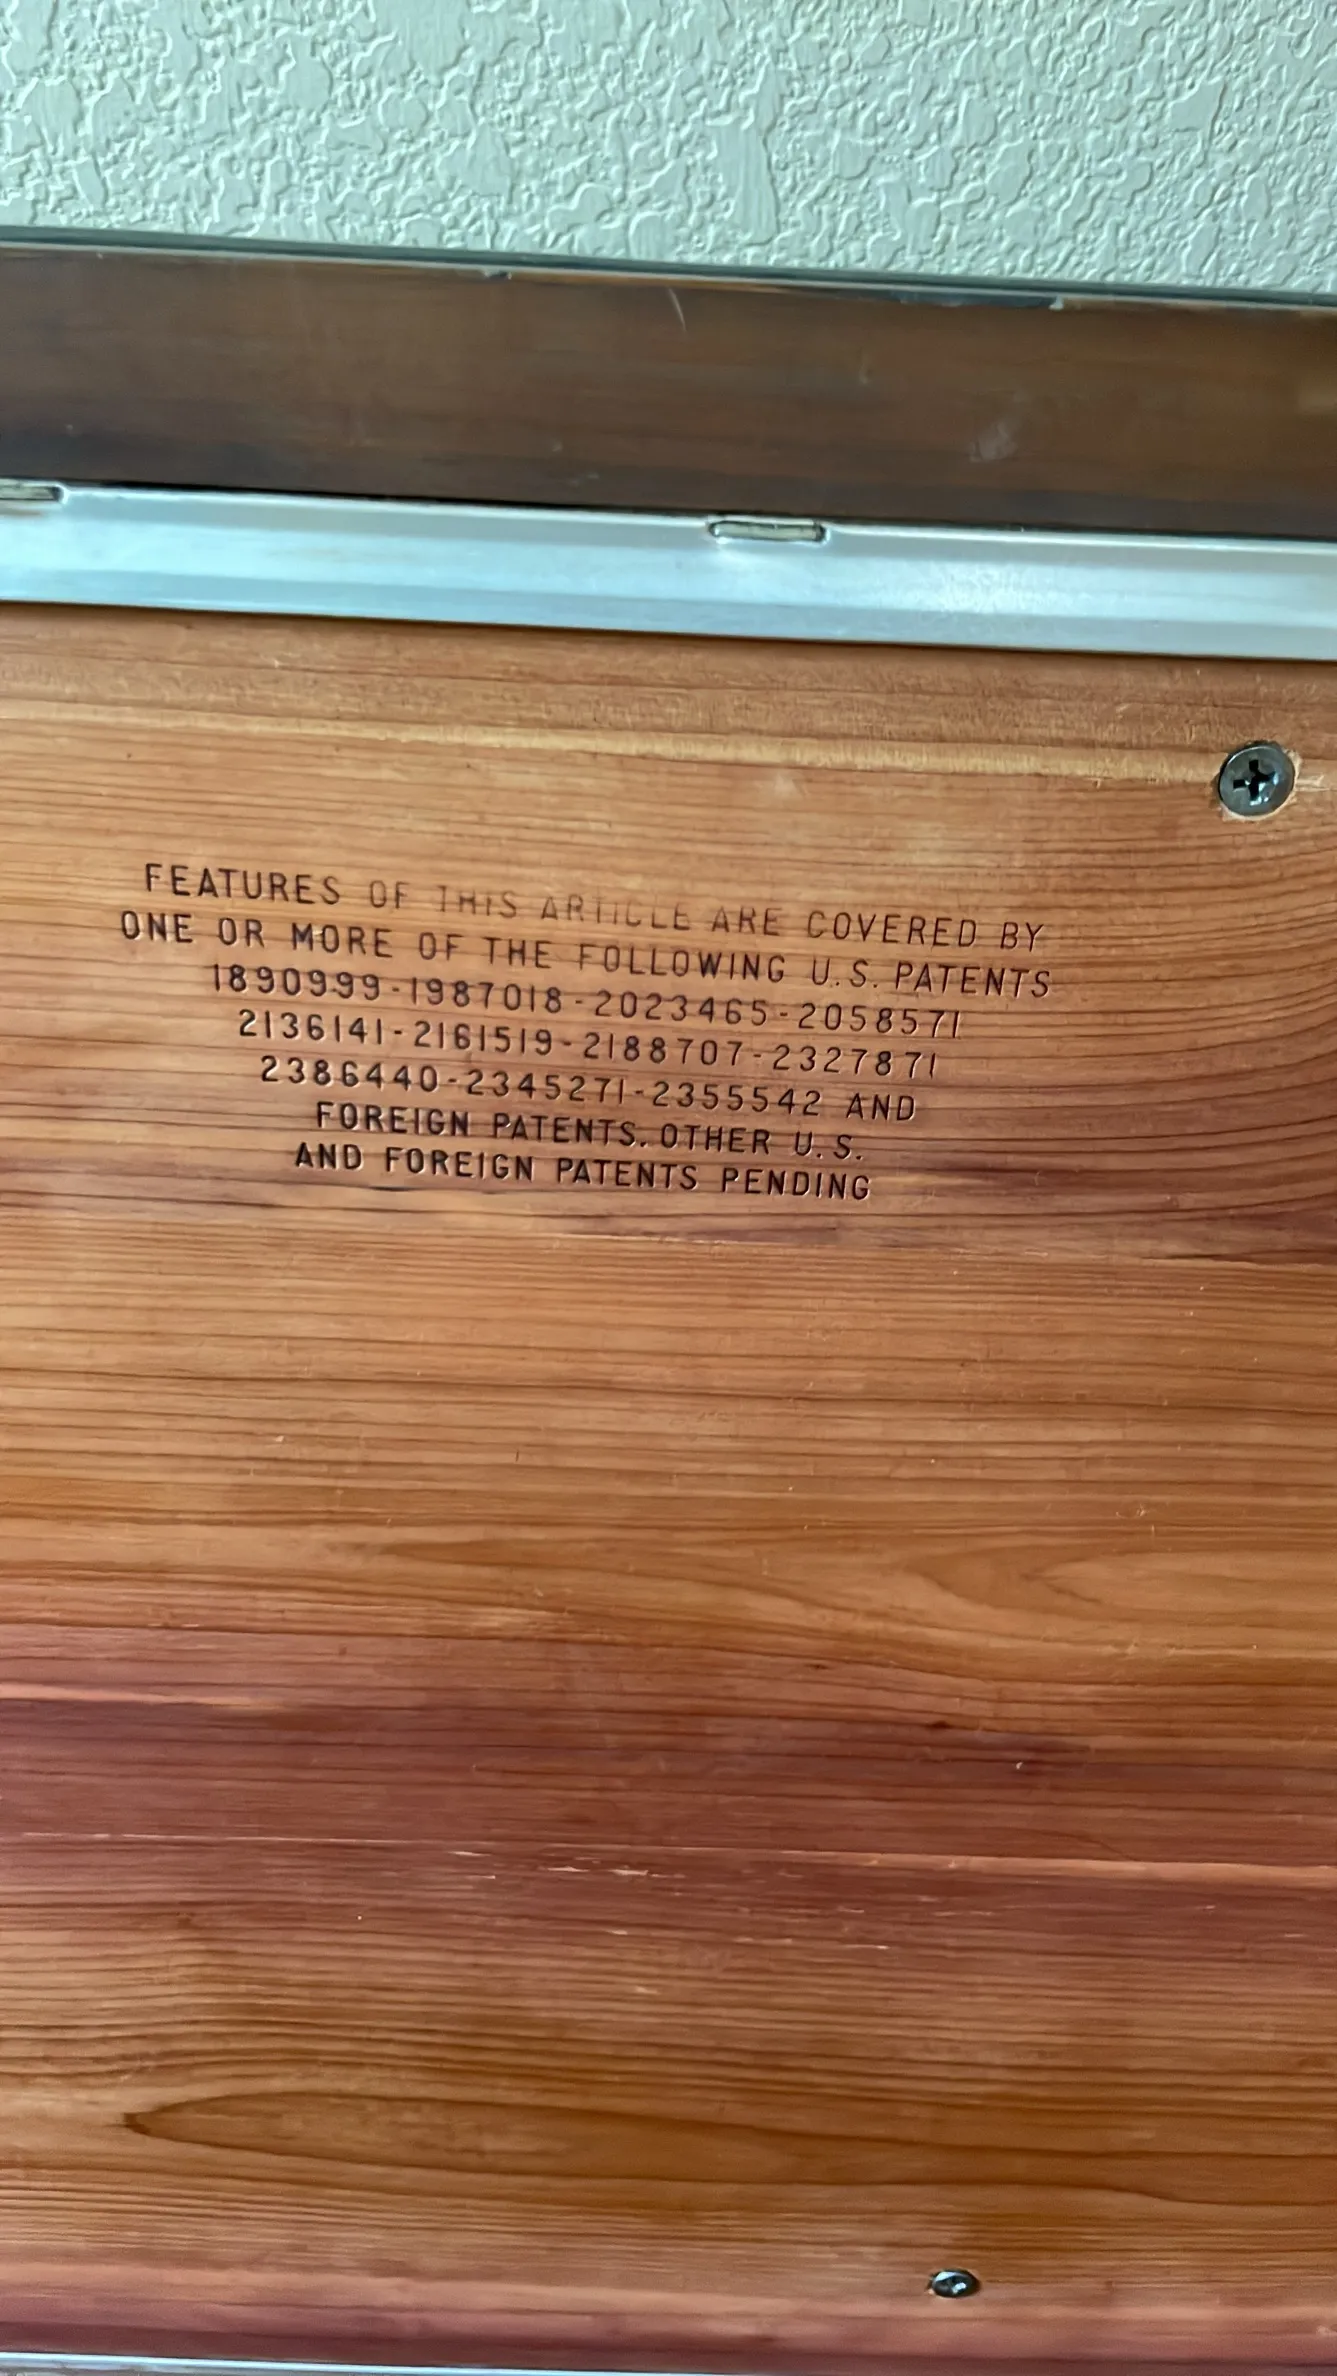 FEATURES OF THIS ARTICLE ARE COVERED BY
ONE OR MORE OF THE FOLLOWING U.S. PATENTS
1890999-1987018-2023465-2058571
2136141-2161519-2188707-2327871
2386440-2345271-2355542 AND
FOREIGN PATENTS. OTHER U.S.
AND FOREIGN PATENTS PENDING